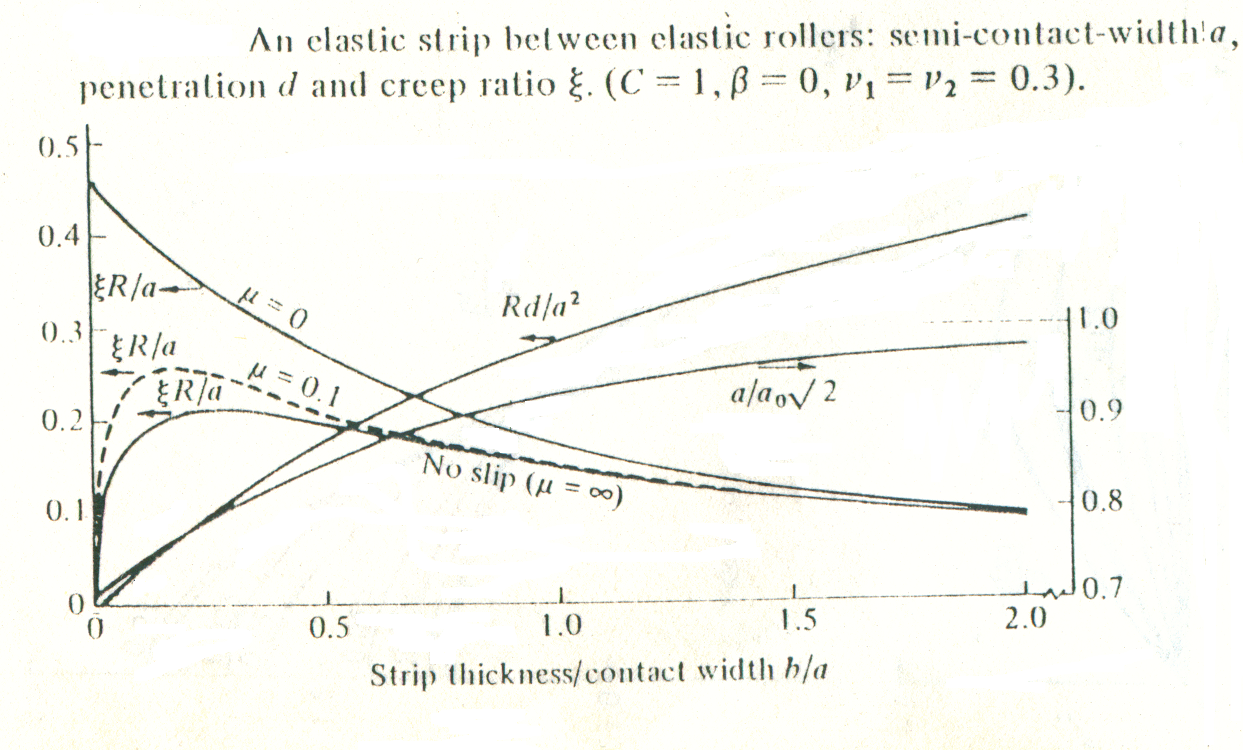 An elastic strip between elastic rollers: semi-contact-width a,
penetration d and creep ratio ξ. (C = 1, β = 0, ν₁ = ν₂ = 0.3).
0.5
0.4
ξR/a
μ = 0
Rd/a²
0.3
1.0
ξR/a
μ = 0.1
ξR/a
a/a₀√2
0.2
0.9
No slip (μ = ∞)
0.1
0.8
0
0.7
0
0.5
1.0
1.5
2.0
Strip thickness/contact width b/a